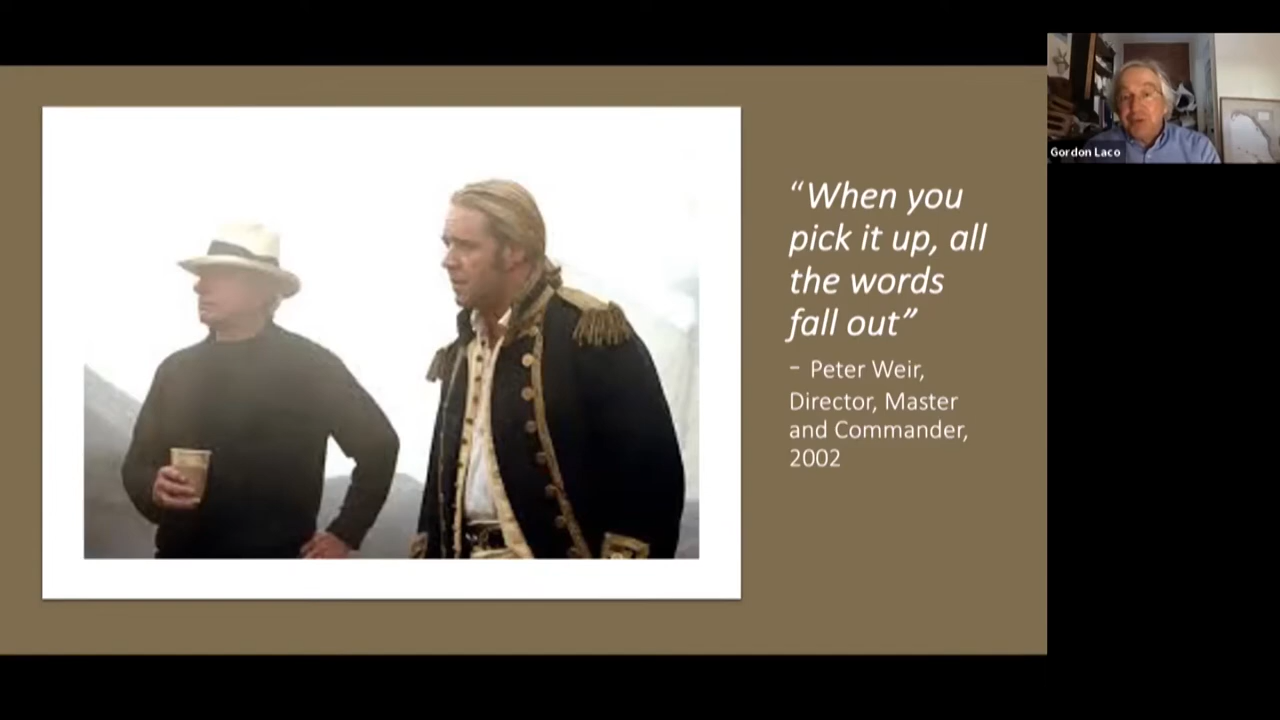 “When you
pick it up, all
the words
fall out”
– Peter Weir,
Director, Master
and Commander,
2002
Gordon Laco